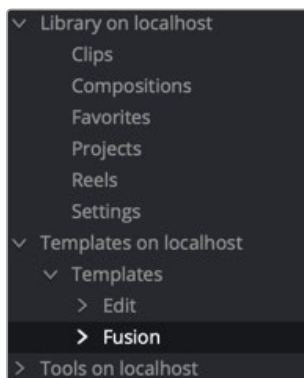 Library on localhost
Clips
Compositions
Favorites
Projects
Reels
Settings
Templates on localhost
Templates
Edit
Fusion
Tools on localhost